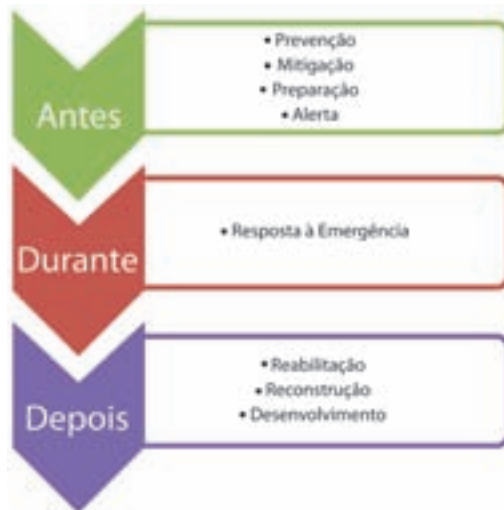 Antes
• Prevenção
• Mitigação
• Preparação
• Alerta
Durante
• Resposta à Emergência
Depois
• Reabilitação
• Reconstrução
• Desenvolvimento